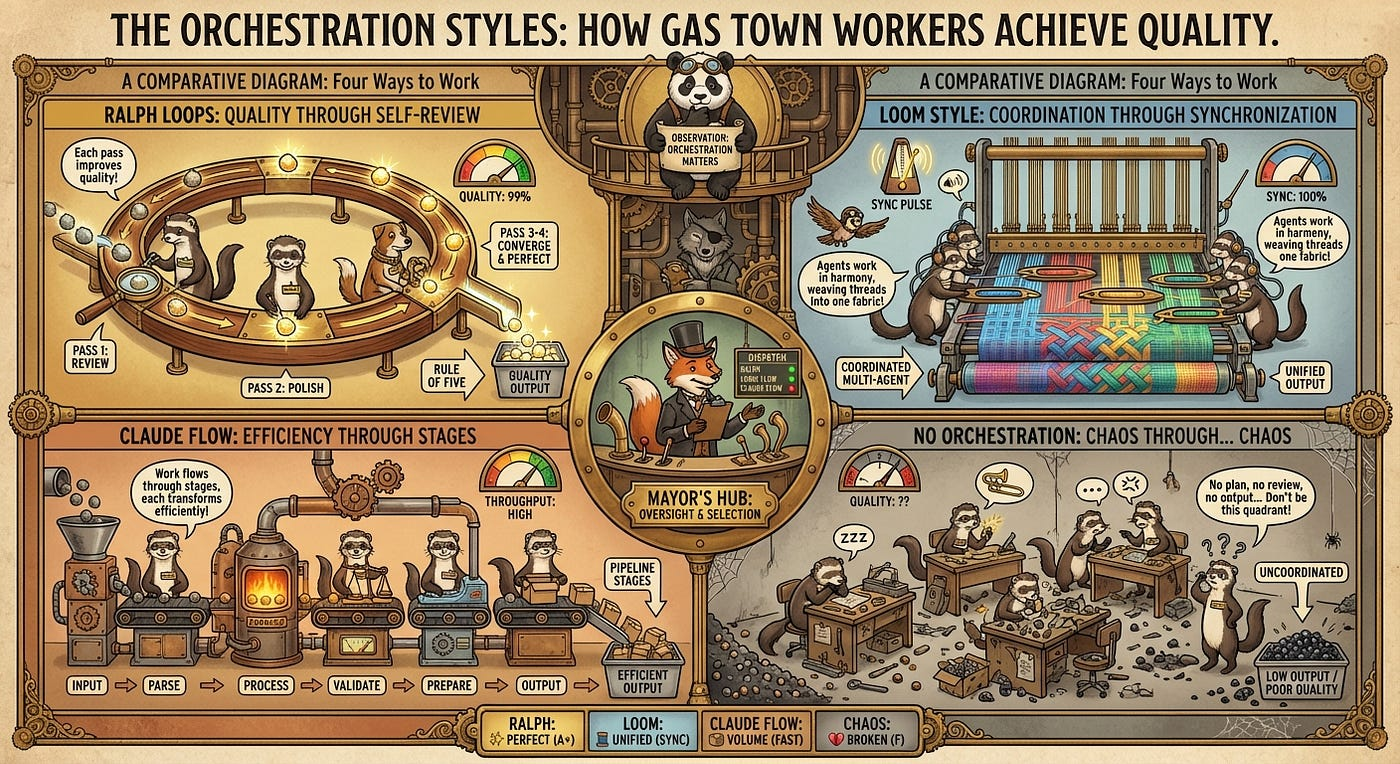 THE ORCHESTRATION STYLES: HOW GAS TOWN WORKERS ACHIEVE QUALITY.
A COMPARATIVE DIAGRAM: Four Ways to Work
RALPH LOOPS: QUALITY THROUGH SELF-REVIEW
Each pass
improves
quality!
QUALITY: 99%
PASS 3-4:
CONVERGE
& PERFECT
PASS 1:
REVIEW
PASS 2: POLISH
RULE
OF FIVE
QUALITY
OUTPUT
OBSERVATION:
ORCHESTRATION
MATTERS
A COMPARATIVE DIAGRAM: Four Ways to Work
LOOM STYLE: COORDINATION THROUGH SYNCHRONIZATION
SYNC PULSE
SYNC: 100%
Agents work
in harmony,
weaving threads
Into one fabric!
Agents work
in harmeny,
weaving threads
one fabric!
COORDINATED
MULTI-AGENT
UNIFIED
OUTPUT
DISPATCH
MAYOR'S HUB:
OVERSIGHT & SELECTION
CLAUDE FLOW: EFFICIENCY THROUGH STAGES
Work flows
through stages,
each transforms
efficiently!
THROUGHPUT:
HIGH
PIPELINE
STAGES
EFFICIENT
OUTPUT
INPUT
PARSE
PROCESS
VALIDATE
PREPARE
OUTPUT
NO ORCHESTRATION: CHAOS THROUGH... CHAOS
QUALITY: ??
ZZZ
...
No plan, no review,
no output... Don't be
this quadrant!
???
UNCOORDINATED
LOW OUTPUT /
POOR QUALITY
RALPH:
PERFECT (A+)
LOOM:
UNIFIED (SYNC)
CLAUDE FLOW:
VOLUME (FAST)
CHAOS:
BROKEN (F)